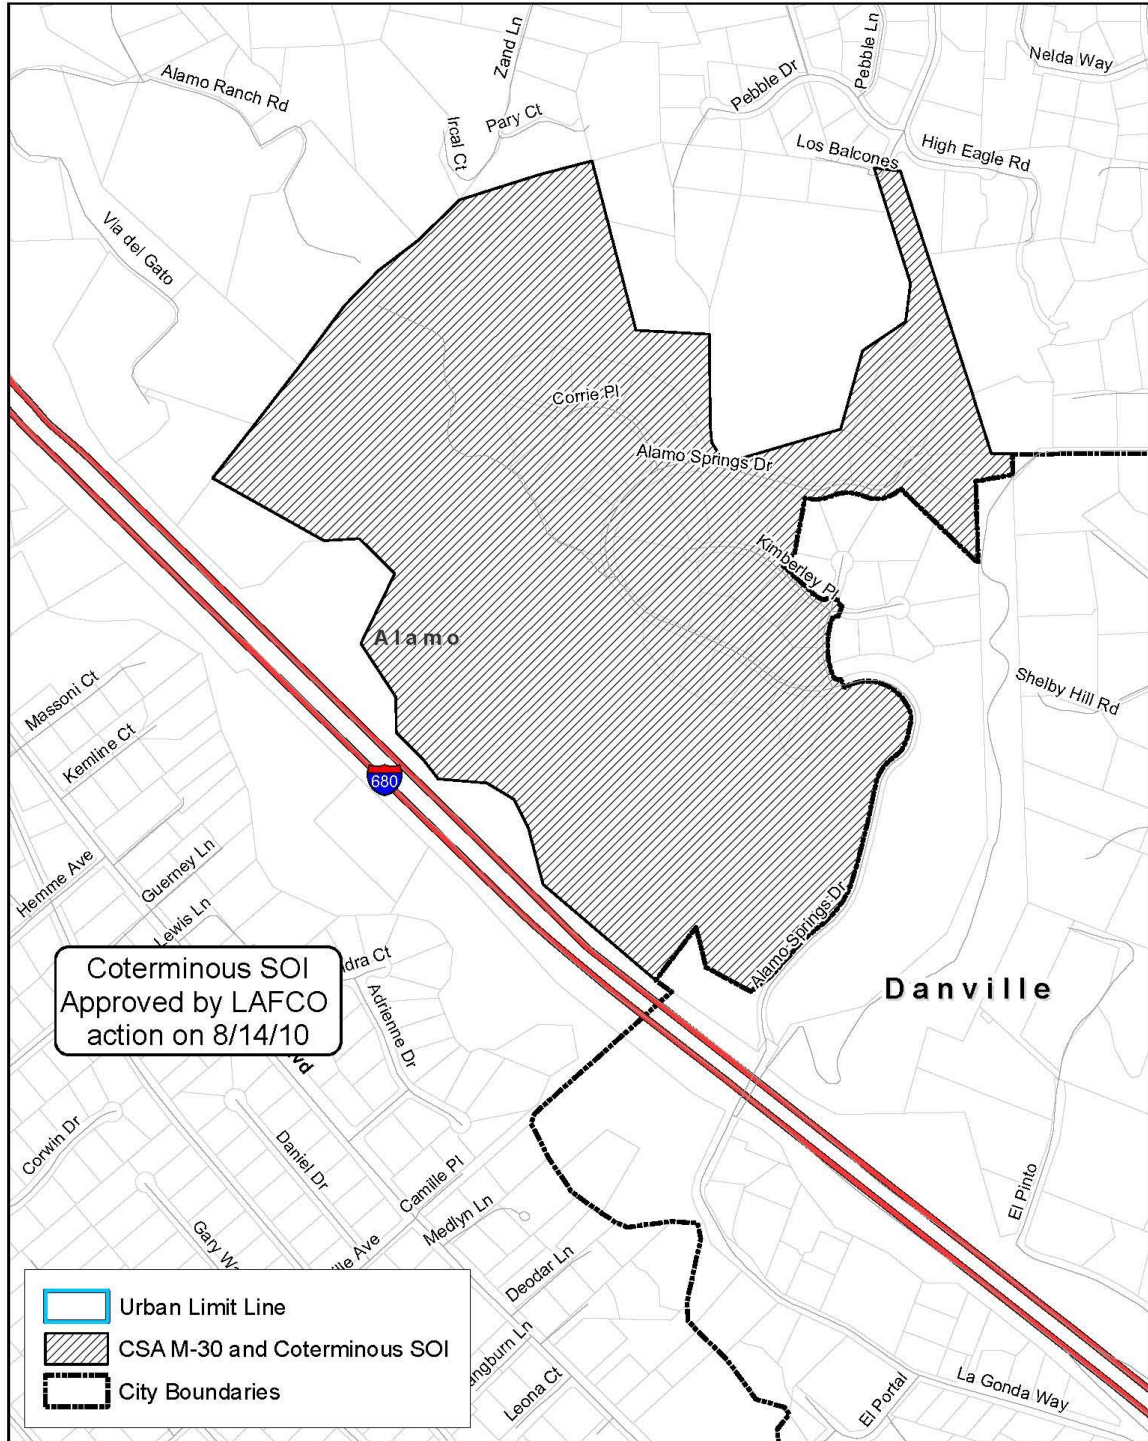 Zand Ln
Pebble Ln
Nelda Way
Alamo Ranch Rd
Pebble Dr
Pary Ct
Ircal Ct
Los Balcones
High Eagle Rd
Via del Gato
Corrie Pl
Alamo Springs Dr
Kimberley Pl
Alamo
Massoni Ct
Shelby Hill Rd
Kemline Ct
680
Hemme Ave
Guerney Ln
Lewis Ln
Alamo Springs Dr
Danville
Coterminous SOI
Approved by LAFCO
action on 8/14/10
Adrienne Dr
Corwin Dr
Daniel Dr
Camille Pl
Medlyn Ln
El Pinto
Deodar Ln
Leona Ct
El Portal
La Gonda Way
Urban Limit Line
CSA M-30 and Coterminous SOI
City Boundaries